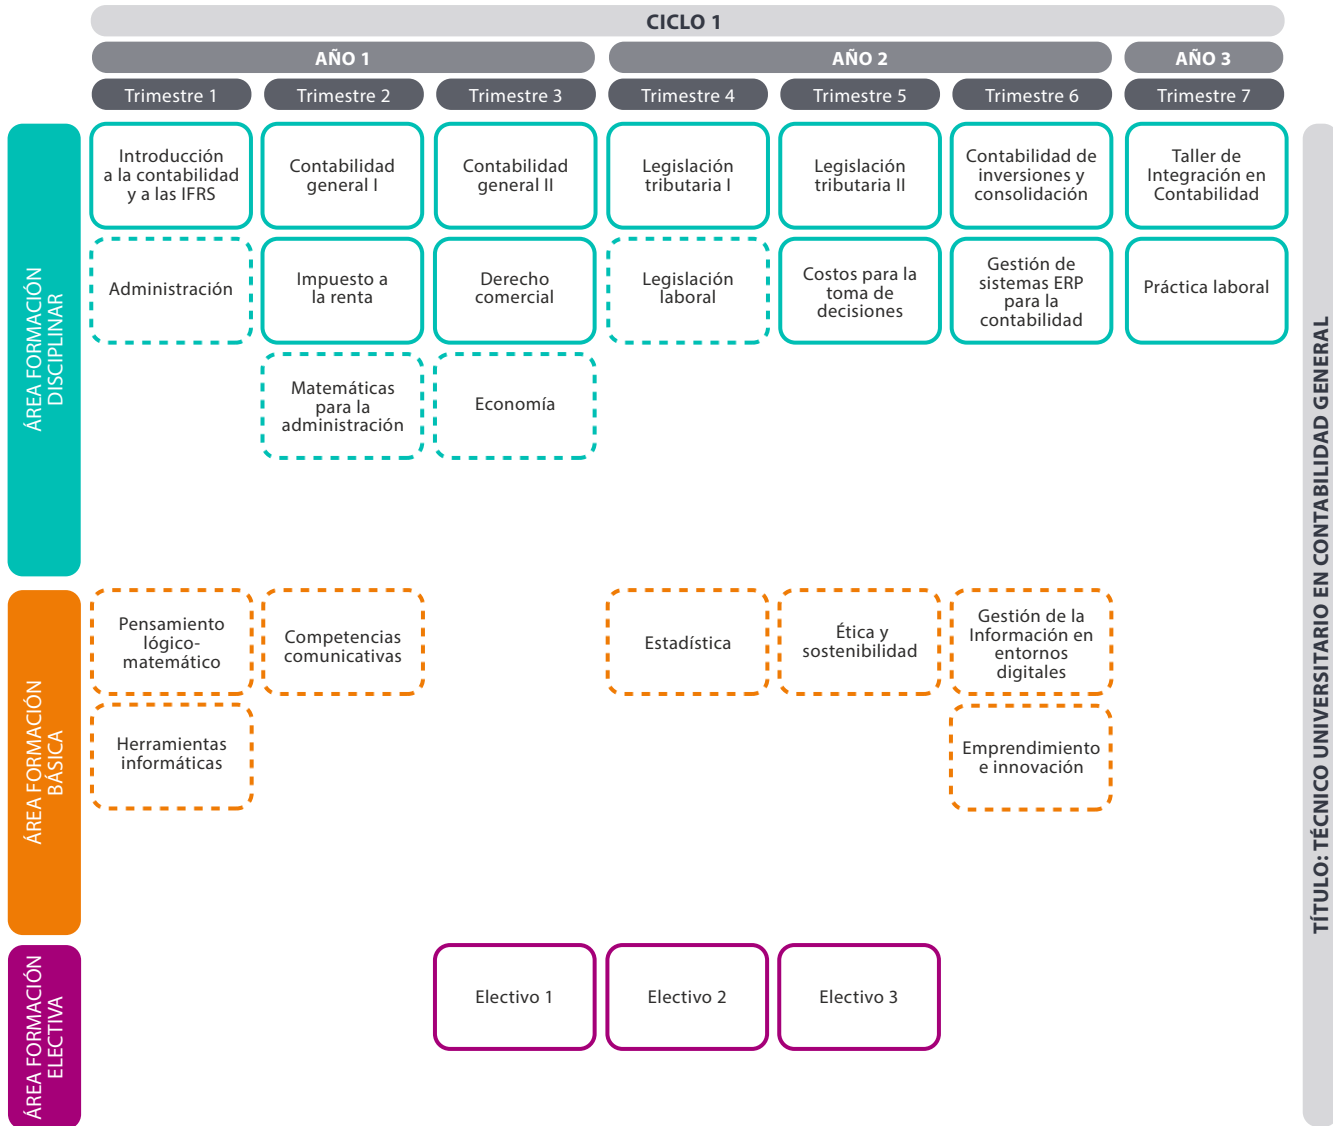 CICLO 1
AÑO 1
AÑO 2
AÑO 3
Trimestre 1
Trimestre 2
Trimestre 3
Trimestre 4
Trimestre 5
Trimestre 6
Trimestre 7
ÁREA FORMACIÓN
DISCIPLINAR
Introducción
a la contabilidad
y a las IFRS
Contabilidad
general I
Contabilidad
general II
Legislación
tributaria I
Legislación
tributaria II
Contabilidad de
inversiones y
consolidación
Taller de
Integración en
Contabilidad
Administración
Impuesto a
la renta
Derecho
comercial
Legislación
laboral
Costos para la
toma de
decisiones
Gestión de
sistemas ERP
para la
contabilidad
Práctica laboral
Matemáticas
para la
administración
Economía
ÁREA FORMACIÓN
BÁSICA
Pensamiento
lógico-
matemático
Competencias
comunicativas
Estadística
Ética y
sostenibilidad
Gestión de la
Información en
entornos
digitales
Herramientas
informáticas
Emprendimiento
e innovación
ÁREA FORMACIÓN
ELECTIVA
Electivo 1
Electivo 2
Electivo 3
TÍTULO: TÉCNICO UNIVERSITARIO EN CONTABILIDAD GENERAL